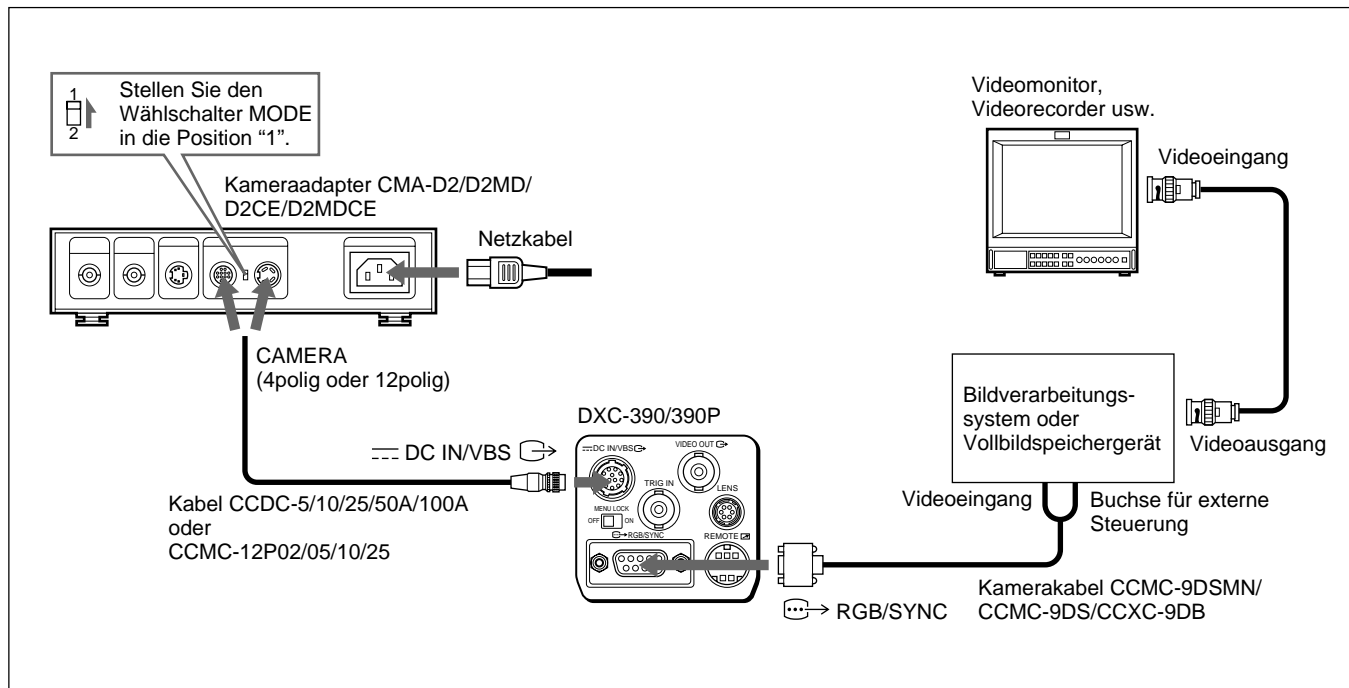 1
2
Stellen Sie den
Wählschalter MODE
in die Position “1”.
Kameraadapter CMA-D2/D2MD/
D2CE/D2MDCE
Netzkabel
CAMERA
(4polig oder 12polig)
DC IN/VBS
Kabel CCDC-5/10/25/50A/100A
oder
CCMC-12P02/05/10/25
DXC-390/390P
DC IN/VBS
VIDEO OUT
TRIG IN
LENS
MENU LOCK
OFF ON
RGB/SYNC
REMOTE
RGB/SYNC
Videomonitor,
Videorecorder usw.
Videoeingang
Bildverarbeitungs-
system oder
Vollbildspeichergerät
Videoausgang
Videoeingang
Buchse für externe
Steuerung
Kamerakabel CCMC-9DSMN/
CCMC-9DS/CCXC-9DB